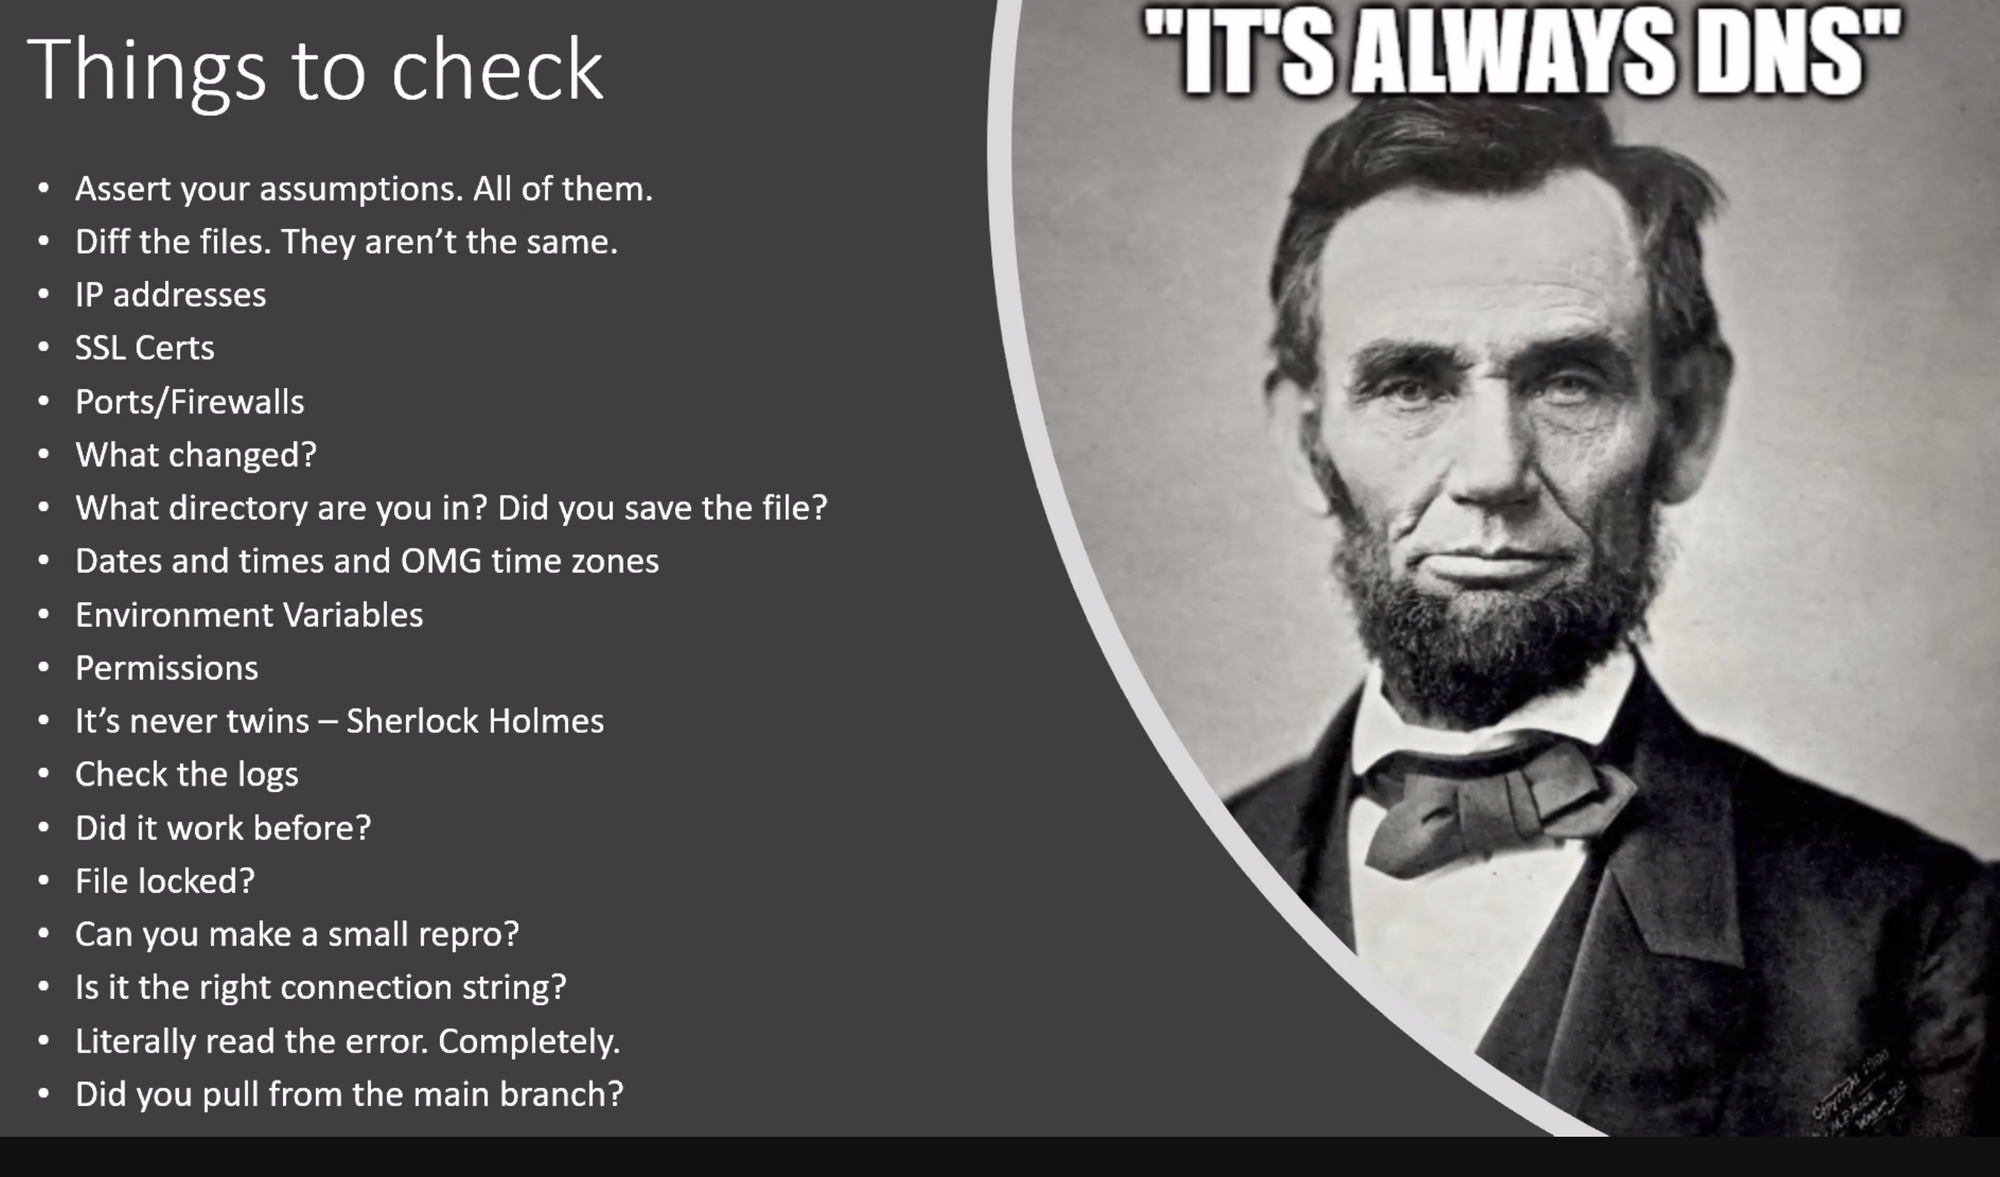 Things to check
"IT'S ALWAYS DNS"
• Assert your assumptions. All of them.
• Diff the files. They aren’t the same.
• IP addresses
• SSL Certs
• Ports/Firewalls
• What changed?
• What directory are you in? Did you save the file?
• Dates and times and OMG time zones
• Environment Variables
• Permissions
• It’s never twins – Sherlock Holmes
• Check the logs
• Did it work before?
• File locked?
• Can you make a small repro?
• Is it the right connection string?
• Literally read the error. Completely.
• Did you pull from the main branch?